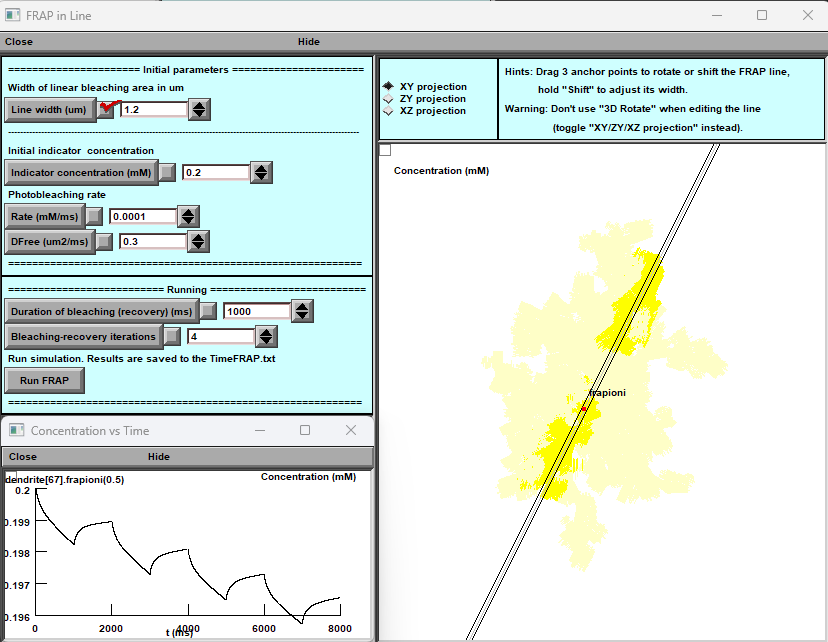 FRAP in Line
Close Hide
======================= Initial parameters =======================
Width of linear bleaching area in um
Line width (um) 1.2
Initial indicator concentration
Indicator concentration (mM) 0.2
Photobleaching rate
Rate (mM/ms) 0.0001
DFree (um2/ms) 0.3
======================= Running =======================
Duration of bleaching (recovery) (ms) 1000
Bleaching-recovery iterations 4
Run simulation. Results are saved to the TimeFRAP.txt
Run FRAP
XY projection
ZY projection
XZ projection
Hints: Drag 3 anchor points to rotate or shift the FRAP line,
hold "Shift" to adjust its width.
Warning: Don't use "3D Rotate" when editing the line
(toggle "XY/ZY/XZ projection" instead).
Concentration (mM)
frapioni
Concentration vs Time
Close Hide
dendrite[67].frapioni(0.5)
Concentration (mM)
0.2
0.199
0.198
0.197
0.196
0 2000 4000 6000 8000
t (ms)